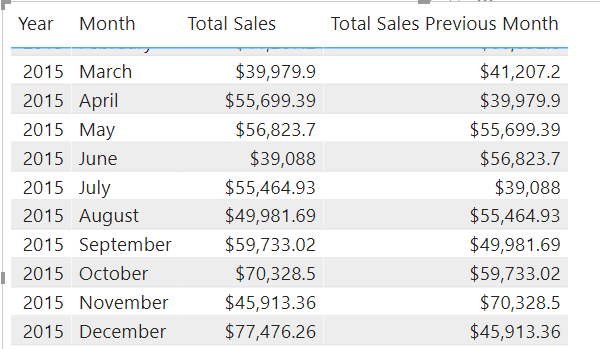 Year Month Total Sales Total Sales Previous Month
2015 March $39,979.9 $41,207.2
2015 April $55,699.39 $39,979.9
2015 May $56,823.7 $55,699.39
2015 June $39,088 $56,823.7
2015 July $55,464.93 $39,088
2015 August $49,981.69 $55,464.93
2015 September $59,733.02 $49,981.69
2015 October $70,328.5 $59,733.02
2015 November $45,913.36 $70,328.5
2015 December $77,476.26 $45,913.36